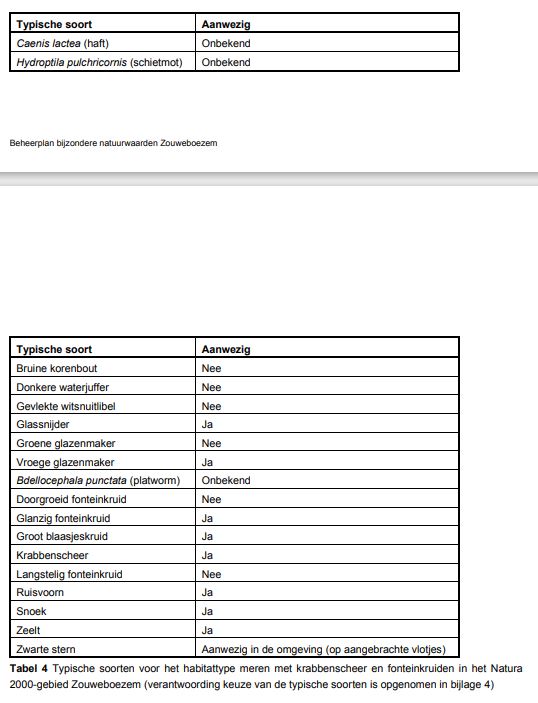 Typische soort Aanwezig
Caenis lactea (haft) Onbekend
Hydroptila pulchricornis (schietmot) Onbekend
Beheerplan bijzondere natuurwaarden Zouweboezem
Typische soort Aanwezig
Bruine korenbout Nee
Donkere waterjuffer Nee
Gevlekte witsnuitlibel Nee
Glassnijder Ja
Groene glazenmaker Nee
Vroege glazenmaker Ja
Bdellocephala punctata (platworm) Onbekend
Doorgroeid fonteinkruid Nee
Glanzig fonteinkruid Ja
Groot blaasjeskruid Ja
Krabbenscheer Ja
Langstelig fonteinkruid Nee
Ruisvoorn Ja
Snoek Ja
Zeelt Ja
Zwarte stern Aanwezig in de omgeving (op aangebrachte vlotjes)
Tabel 4 Typische soorten voor het habitattype meren met krabbenscheer en fonteinkruiden in het Natura
2000-gebied Zouweboezem (verantwoording keuze van de typische soorten is opgenomen in bijlage 4)